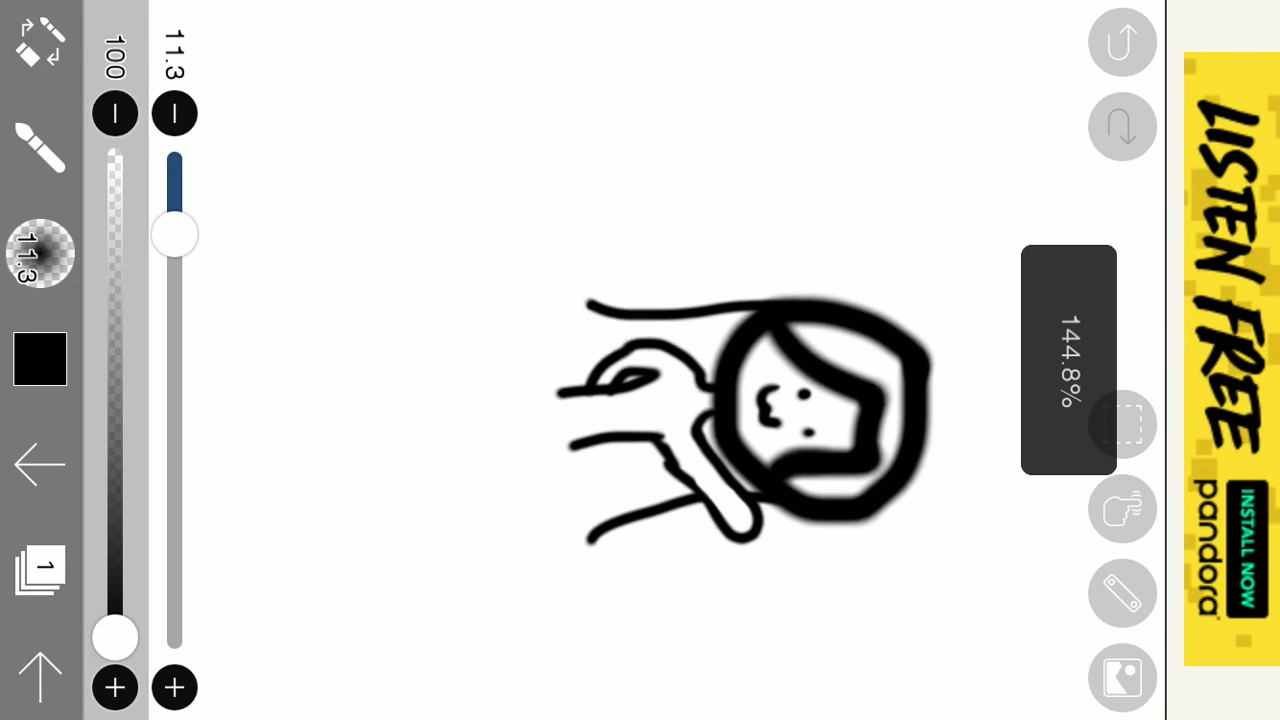 LISTEN FREE
INSTALL NOW
pandora
144.8%
11.3
100
11.3
1